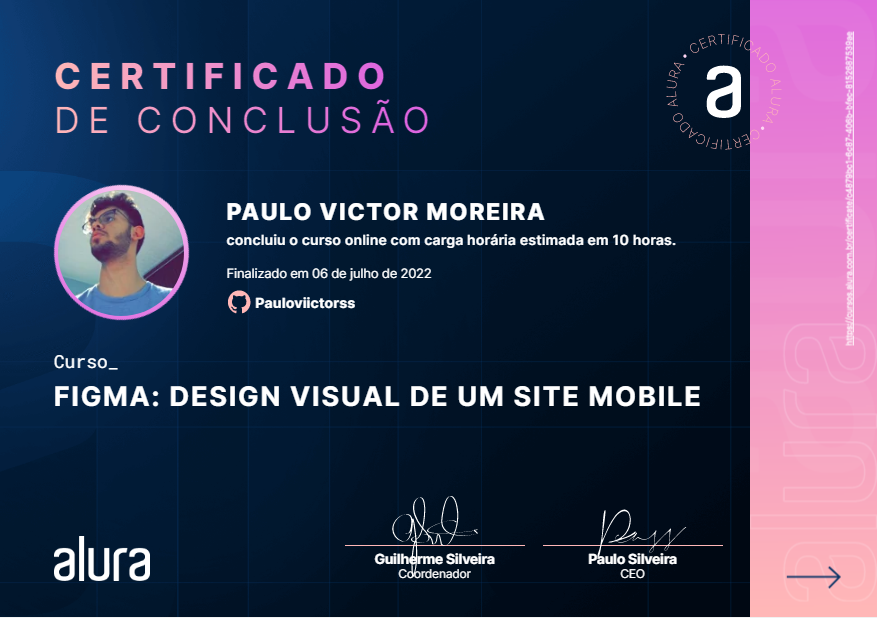 CERTIFICADO
DE CONCLUSÃO
CERTIFICADO ALURA • CERTIFICADO ALURA •
a
PAULO VICTOR MOREIRA
concluiu o curso online com carga horária estimada em 10 horas.
Finalizado em 06 de julho de 2022
Pauloviictorss
Curso_
FIGMA: DESIGN VISUAL DE UM SITE MOBILE
alura
Guilherme Silveira
Coordenador
Paulo Silveira
CEO
alura